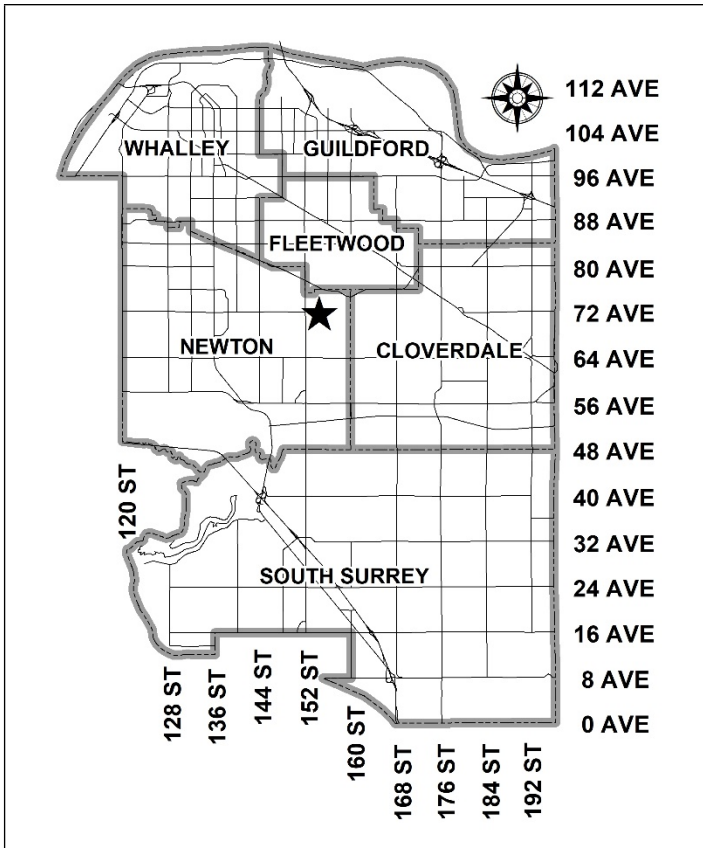 112 AVE
104 AVE
WHALLEY
GUILDFORD
96 AVE
88 AVE
FLEETWOOD
80 AVE
72 AVE
NEWTON
CLOVERDALE
64 AVE
56 AVE
48 AVE
120 ST
40 AVE
32 AVE
SOUTH SURREY
24 AVE
16 AVE
8 AVE
0 AVE
128 ST
136 ST
144 ST
152 ST
160 ST
168 ST
176 ST
184 ST
192 ST